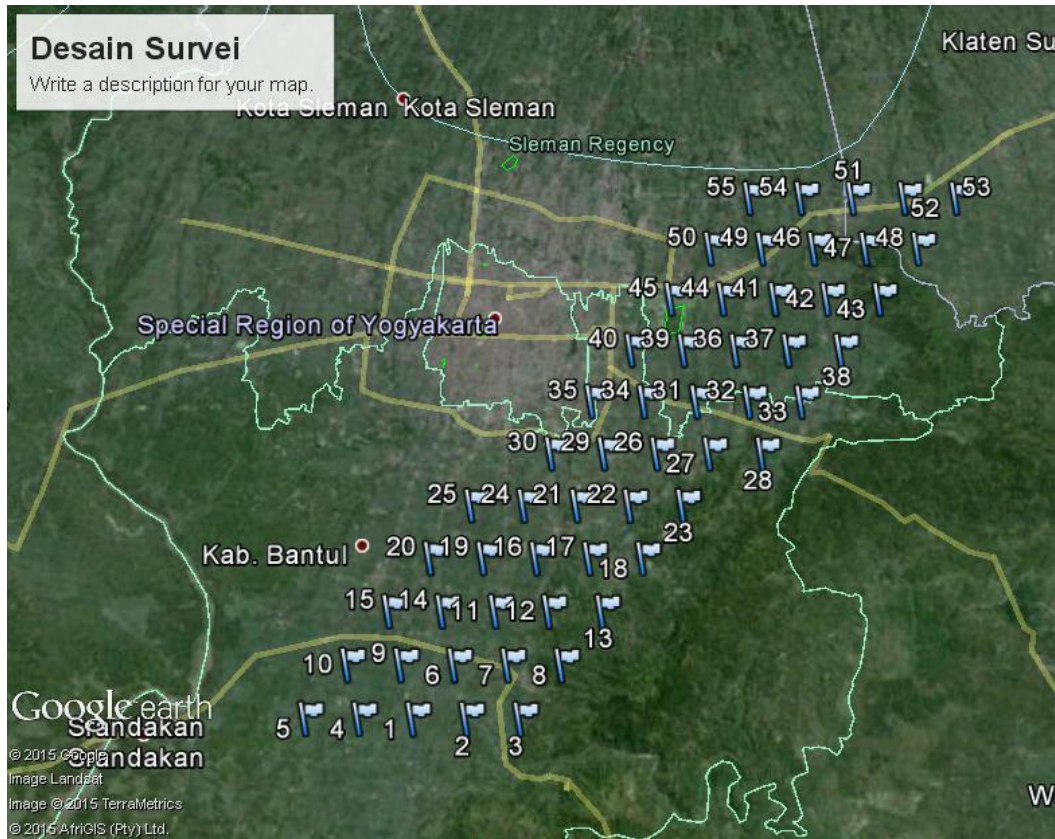 Desain Survei
Write a description for your map.
Klaten Su
Kota Sleman Kota Sleman
Sleman Regency
55 54 51 52 53
50 49 46 47 48
45 44 41 42 43
Special Region of Yogyakarta
40 39 36 37 38
35 34 31 32 33
30 29 26 27 28
25 24 21 22 23
Kab. Bantul
20 19 16 17 18
15 14 11 12 13
10 9 6 7 8
5 4 1 2 3
Google earth
Srandakan
Srandakan
© 2015 Google
Image Landsat
Image © 2015 TerraMetrics
© 2015 AfriGIS (Pty) Ltd.
W